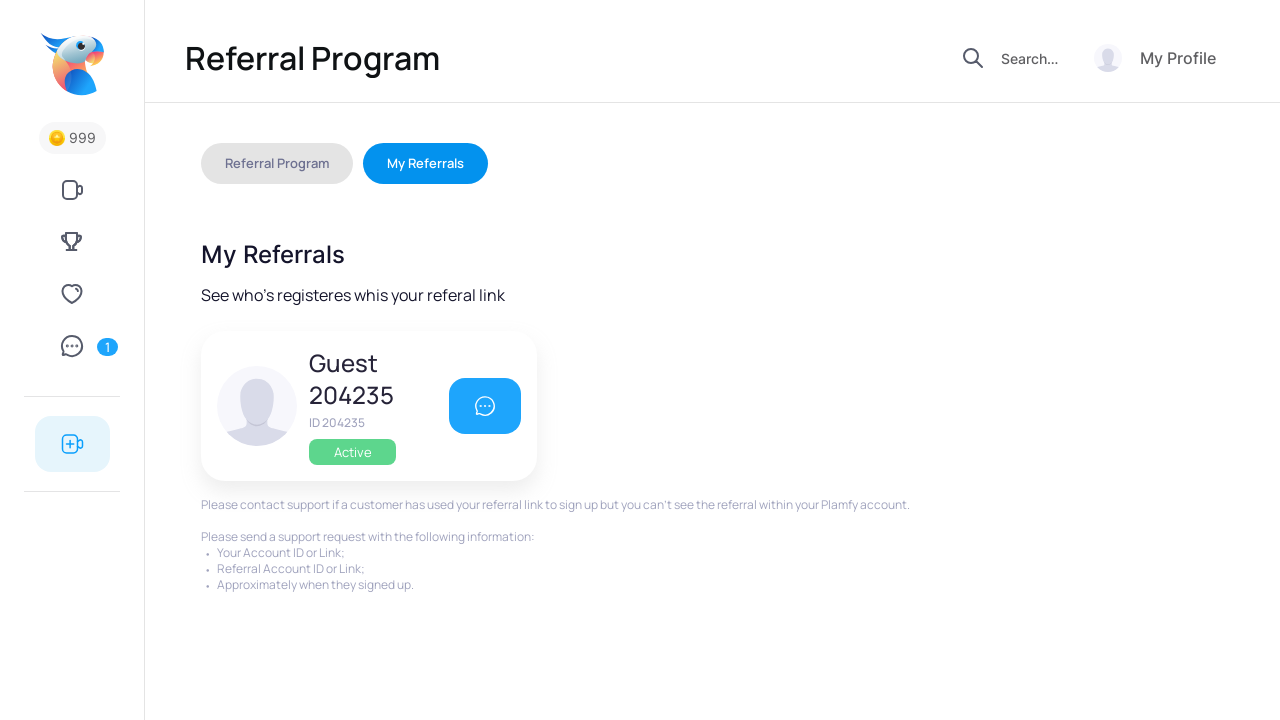 Referral Program
Search...
My Profile
999
1
Referral Program
My Referrals
My Referrals
See who's registeres whis your referal link
Guest
204235
ID 204235
Active
Please contact support if a customer has used your referral link to sign up but you can't see the referral within your Plamfy account.
Please send a support request with the following information:
• Your Account ID or Link;
• Referral Account ID or Link;
• Approximately when they signed up.